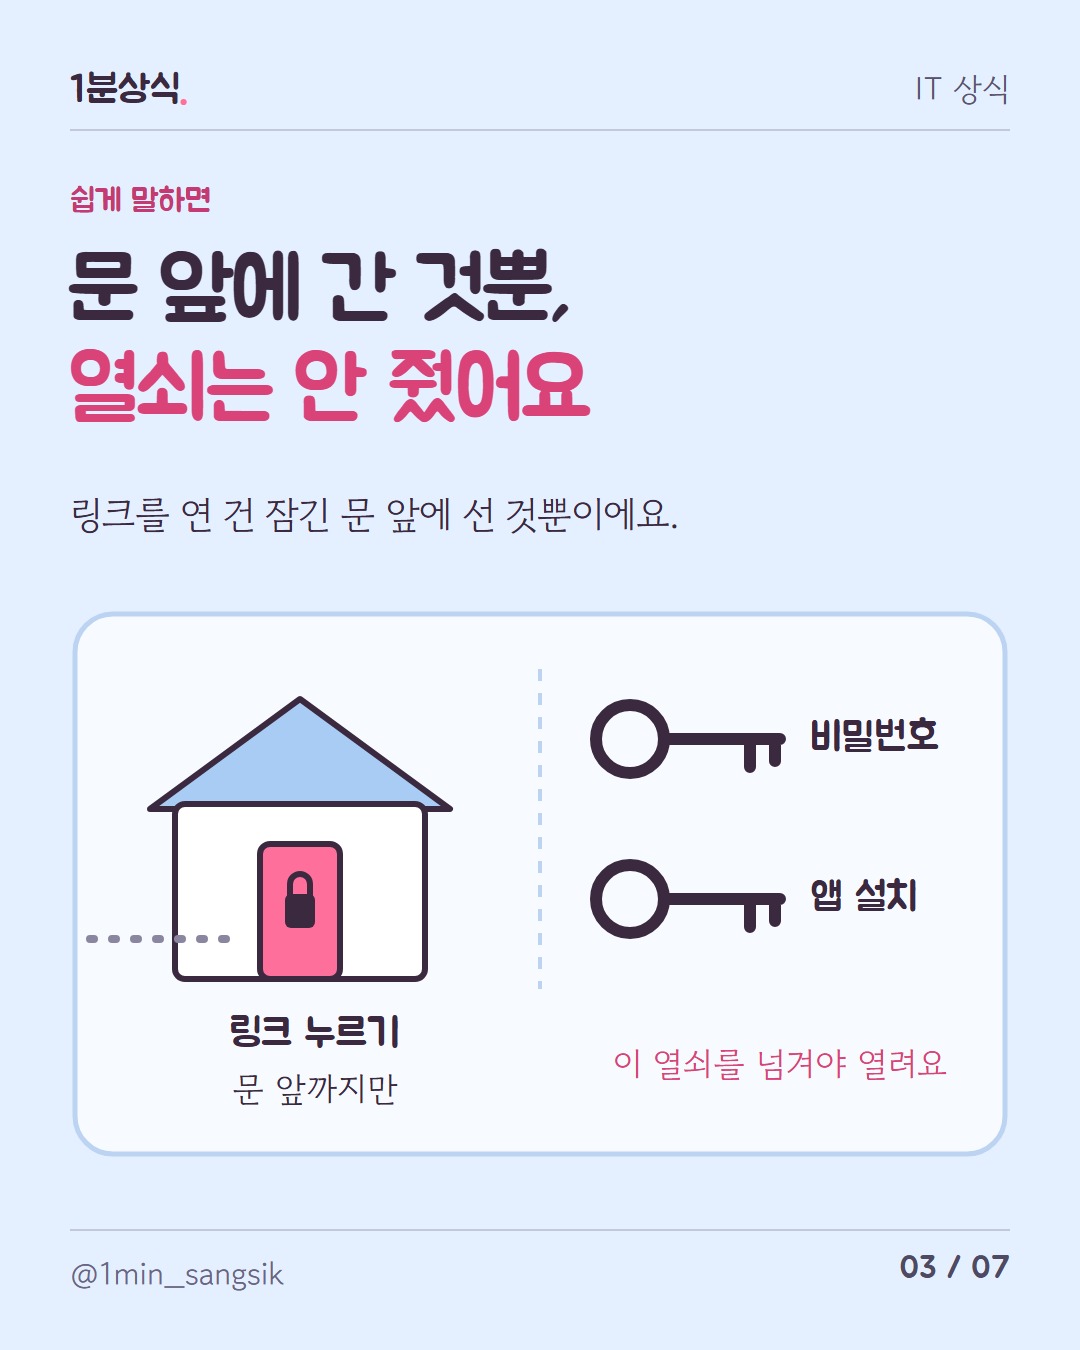 1분상식.
IT 상식
쉽게 말하면
문 앞에 간 것뿐,
열쇠는 안 줬어요
링크를 연 건 잠긴 문 앞에 선 것뿐이에요.
링크 누르기
문 앞까지만
비밀번호
앱 설치
이 열쇠를 넘겨야 열려요
@1min_sangsik
03 / 07